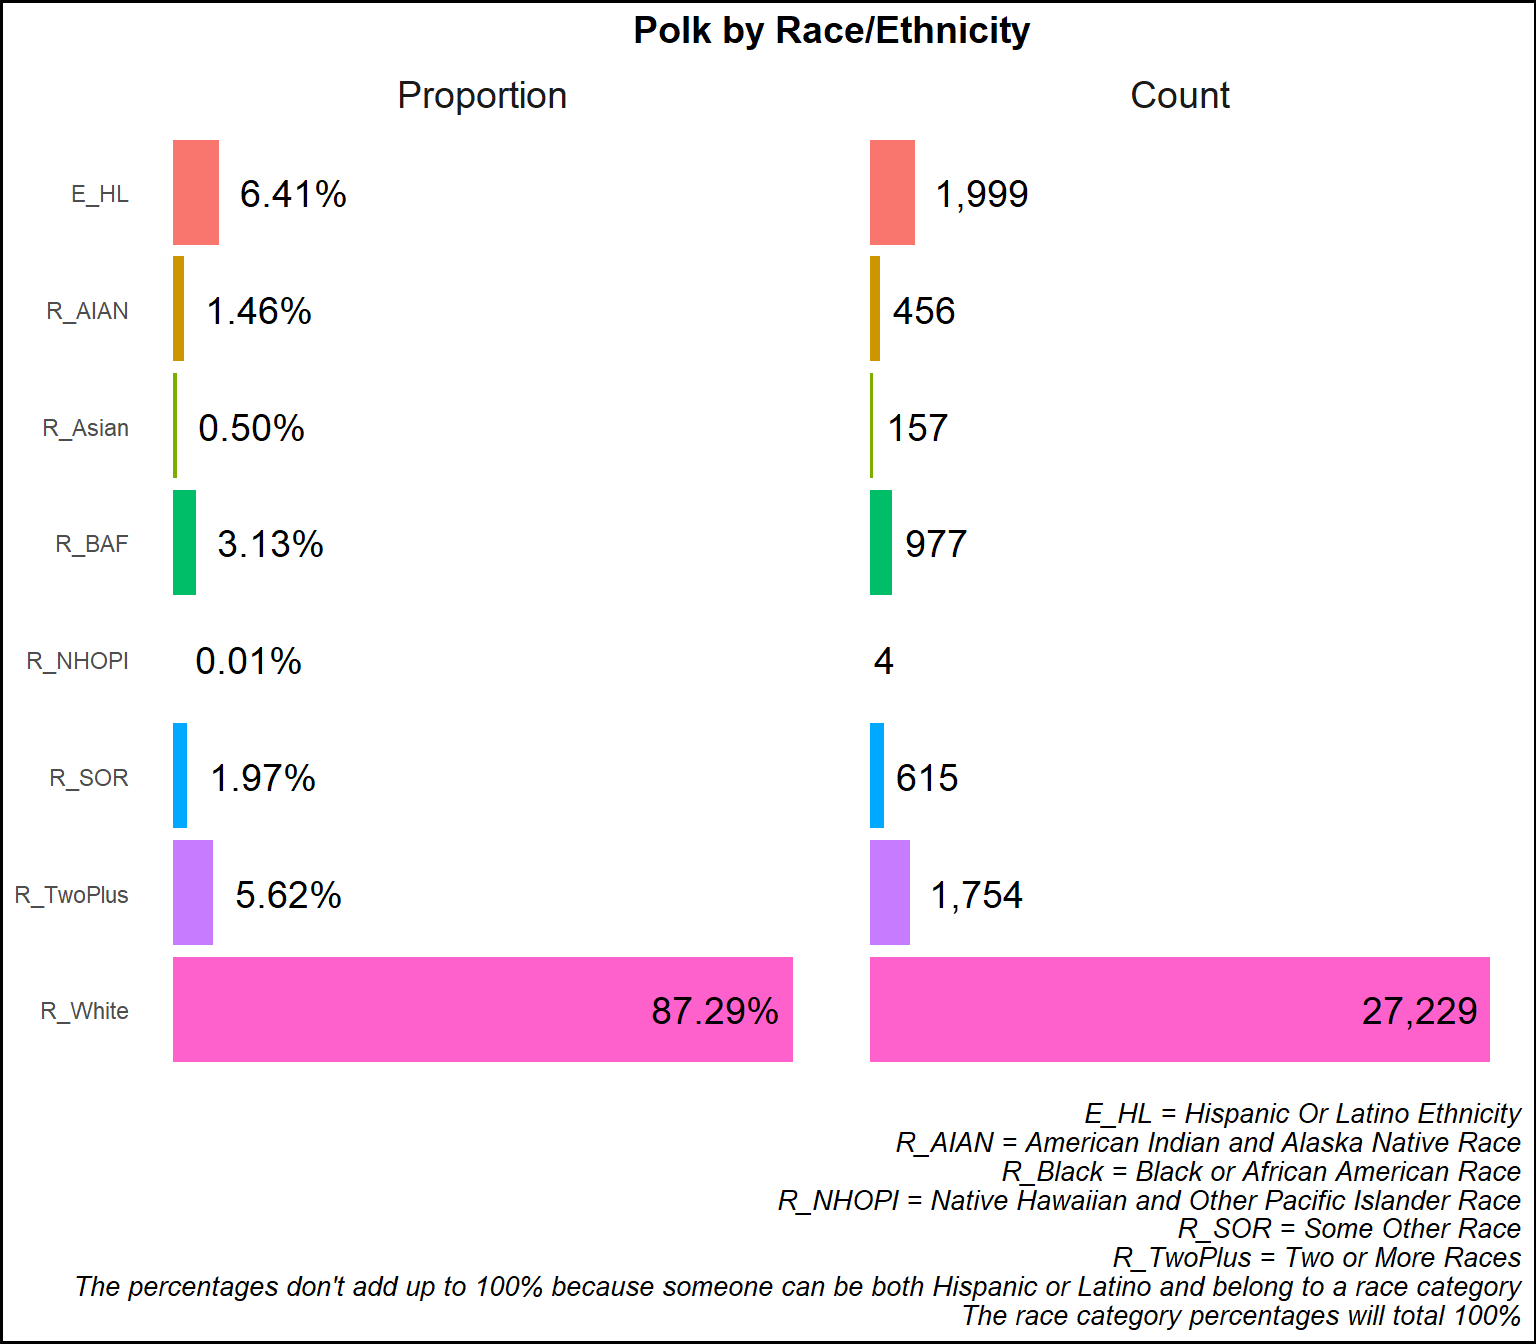 Polk by Race/Ethnicity
Proportion
Count
E_HL 6.41% 1,999
R_AIAN 1.46% 456
R_Asian 0.50% 157
R_BAF 3.13% 977
R_NHOPI 0.01% 4
R_SOR 1.97% 615
R_TwoPlus 5.62% 1,754
R_White 87.29% 27,229
E_HL = Hispanic Or Latino Ethnicity
R_AIAN = American Indian and Alaska Native Race
R_Black = Black or African American Race
R_NHOPI = Native Hawaiian and Other Pacific Islander Race
R_SOR = Some Other Race
R_TwoPlus = Two or More Races
The percentages don't add up to 100% because someone can be both Hispanic or Latino and belong to a race category
The race category percentages will total 100%